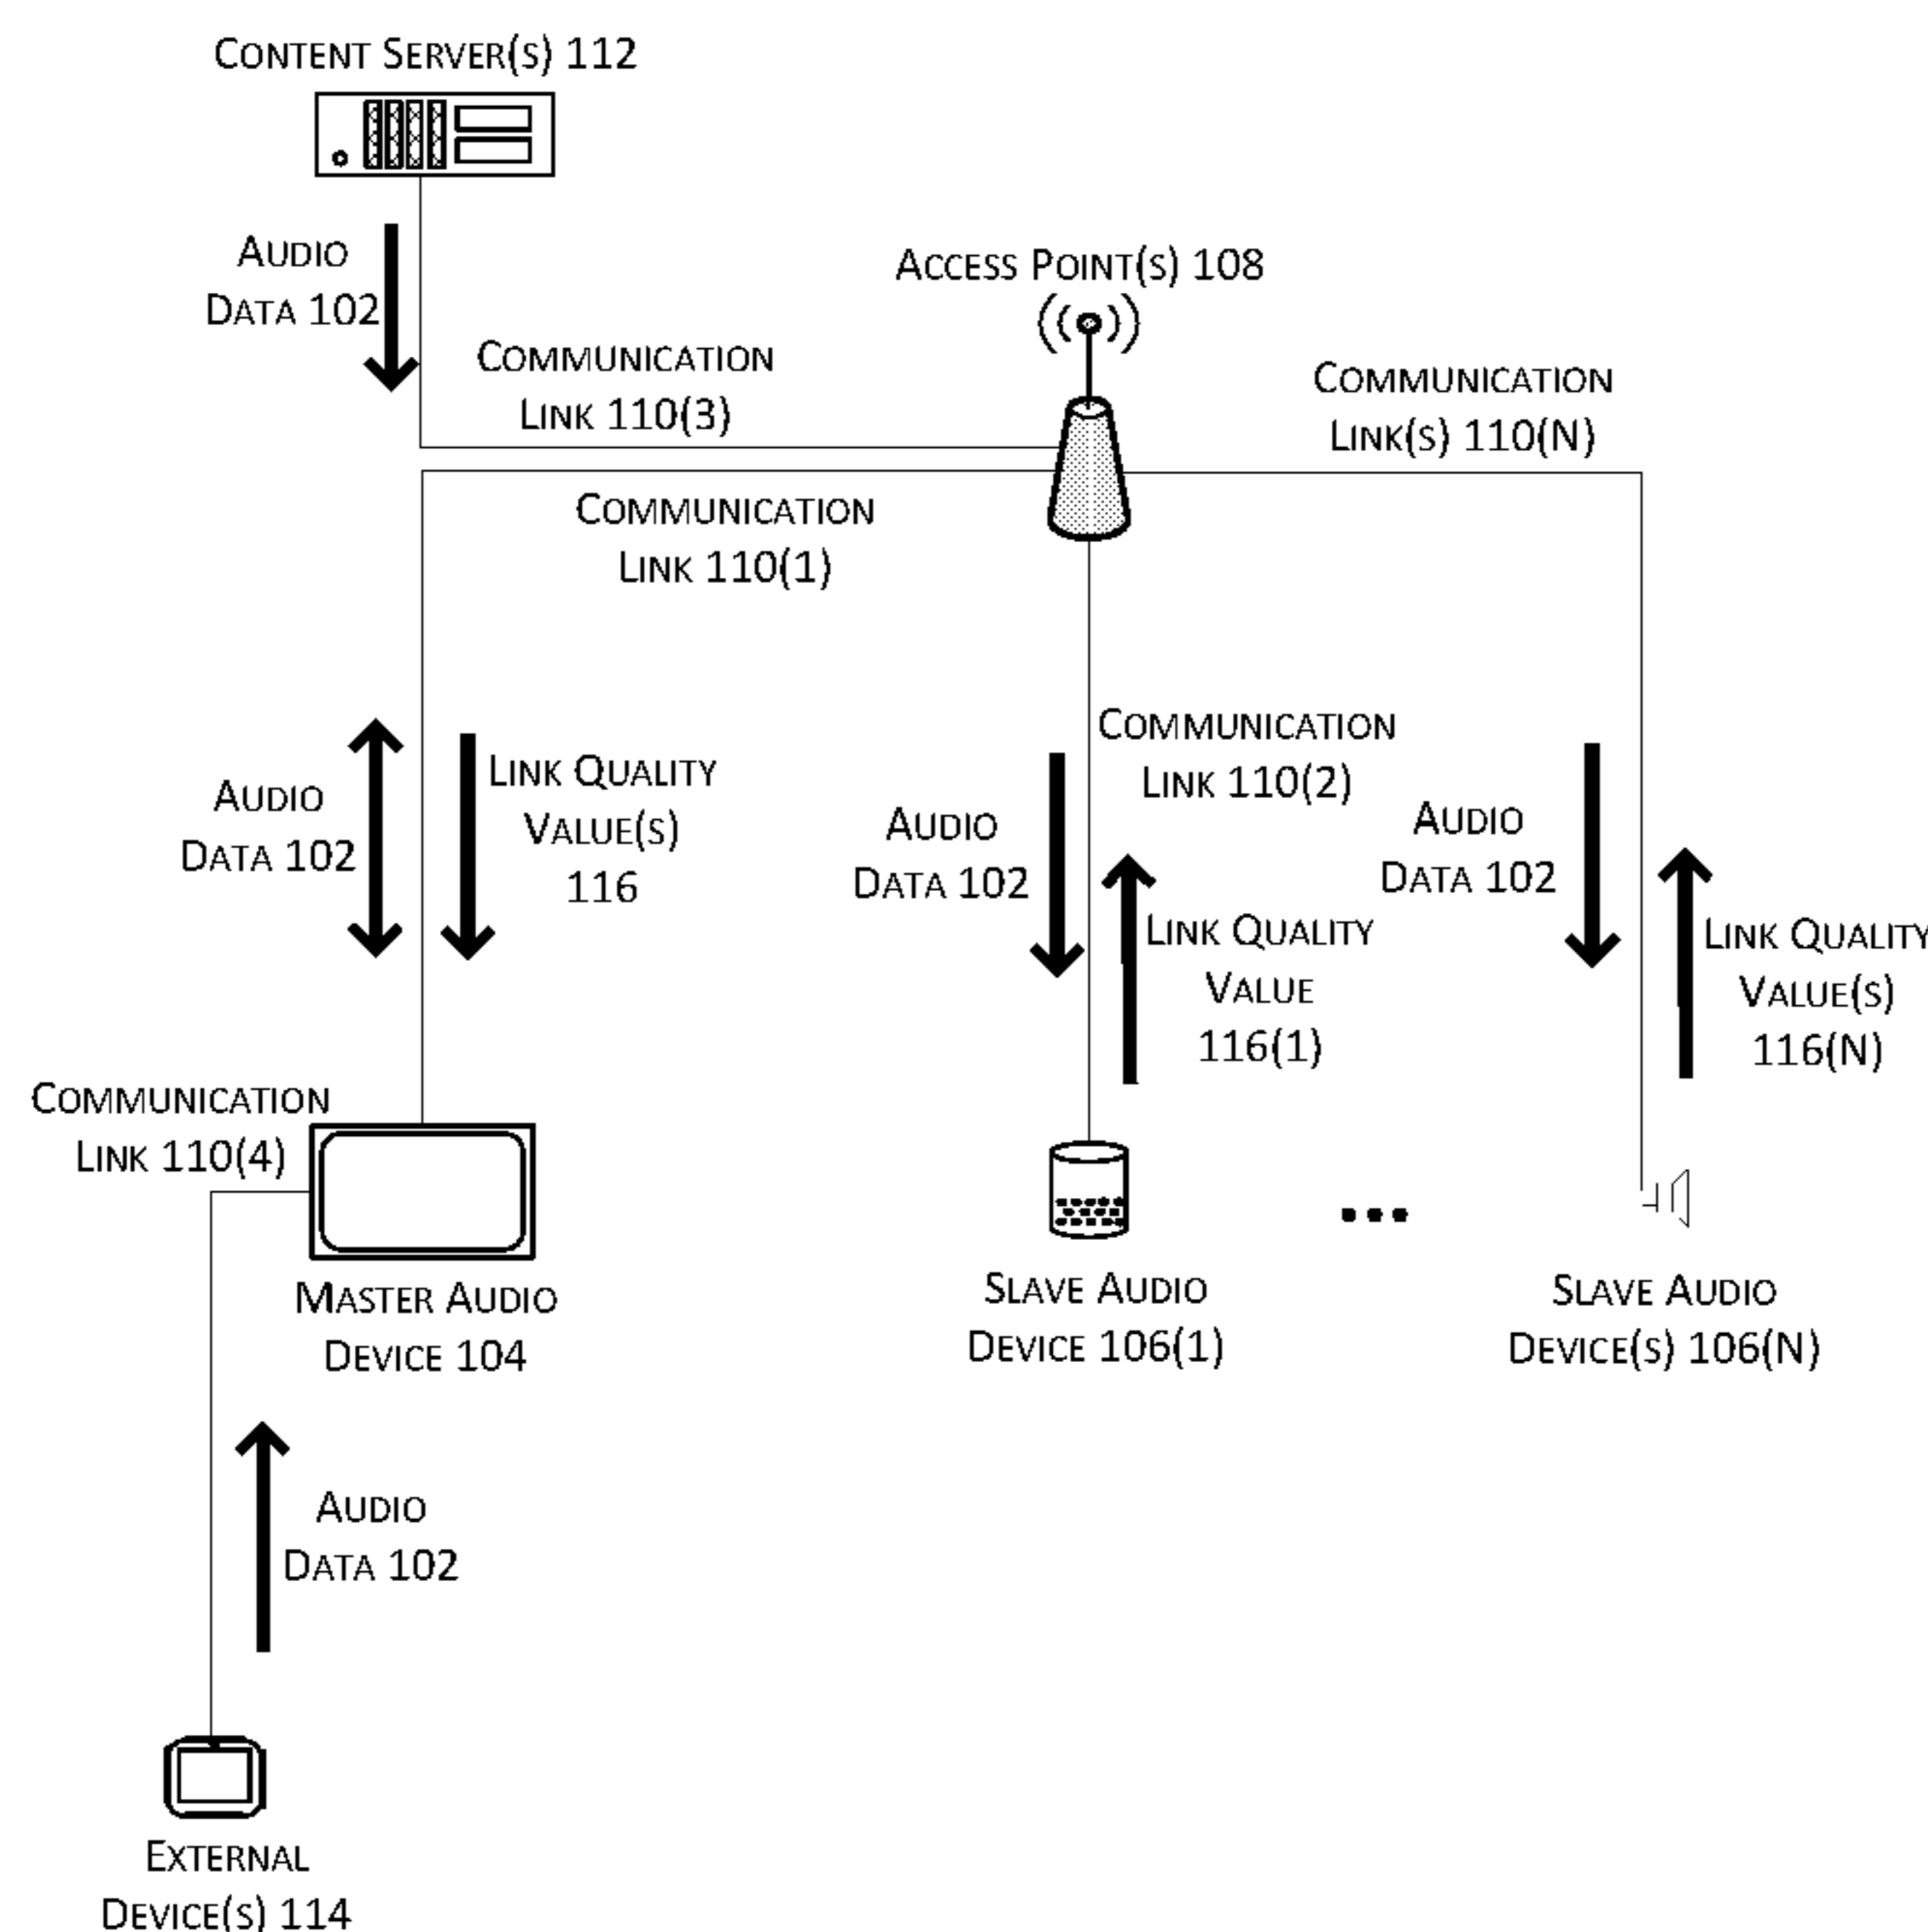 Content Server(s) 112
Audio
Data 102
Access Point(s) 108
Communication
Link 110(3)
Communication
Link(s) 110(N)
Communication
Link 110(1)
Audio
Data 102
Link Quality
Value(s)
116
Communication
Link 110(2)
Audio
Data 102
Link Quality
Value
116(1)
Audio
Data 102
Link Quality
Value(s)
116(N)
Communication
Link 110(4)
Master Audio
Device 104
Slave Audio
Device 106(1)
Slave Audio
Device(s) 106(N)
Audio
Data 102
External
Device(s) 114